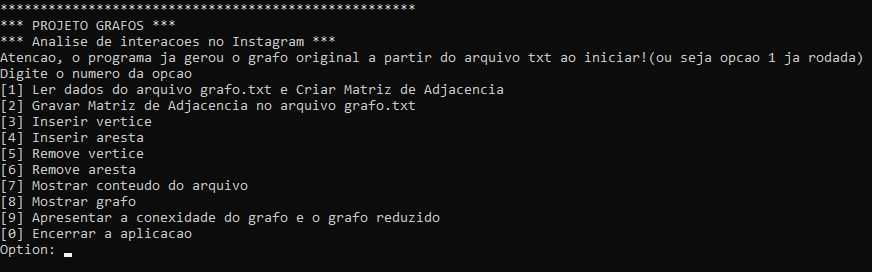 ****************************************************
*** PROJETO GRAFOS ***
*** Analise de interacoes no Instagram ***
Atencao, o programa ja gerou o grafo original a partir do arquivo txt ao iniciar!(ou seja opcao 1 ja rodada)
Digite o numero da opcao
[1] Ler dados do arquivo grafo.txt e Criar Matriz de Adjacencia
[2] Gravar Matriz de Adjacencia no arquivo grafo.txt
[3] Inserir vertice
[4] Inserir aresta
[5] Remove vertice
[6] Remove aresta
[7] Mostrar conteudo do arquivo
[8] Mostrar grafo
[9] Apresentar a conexidade do grafo e o grafo reduzido
[0] Encerrar a aplicacao
Option: